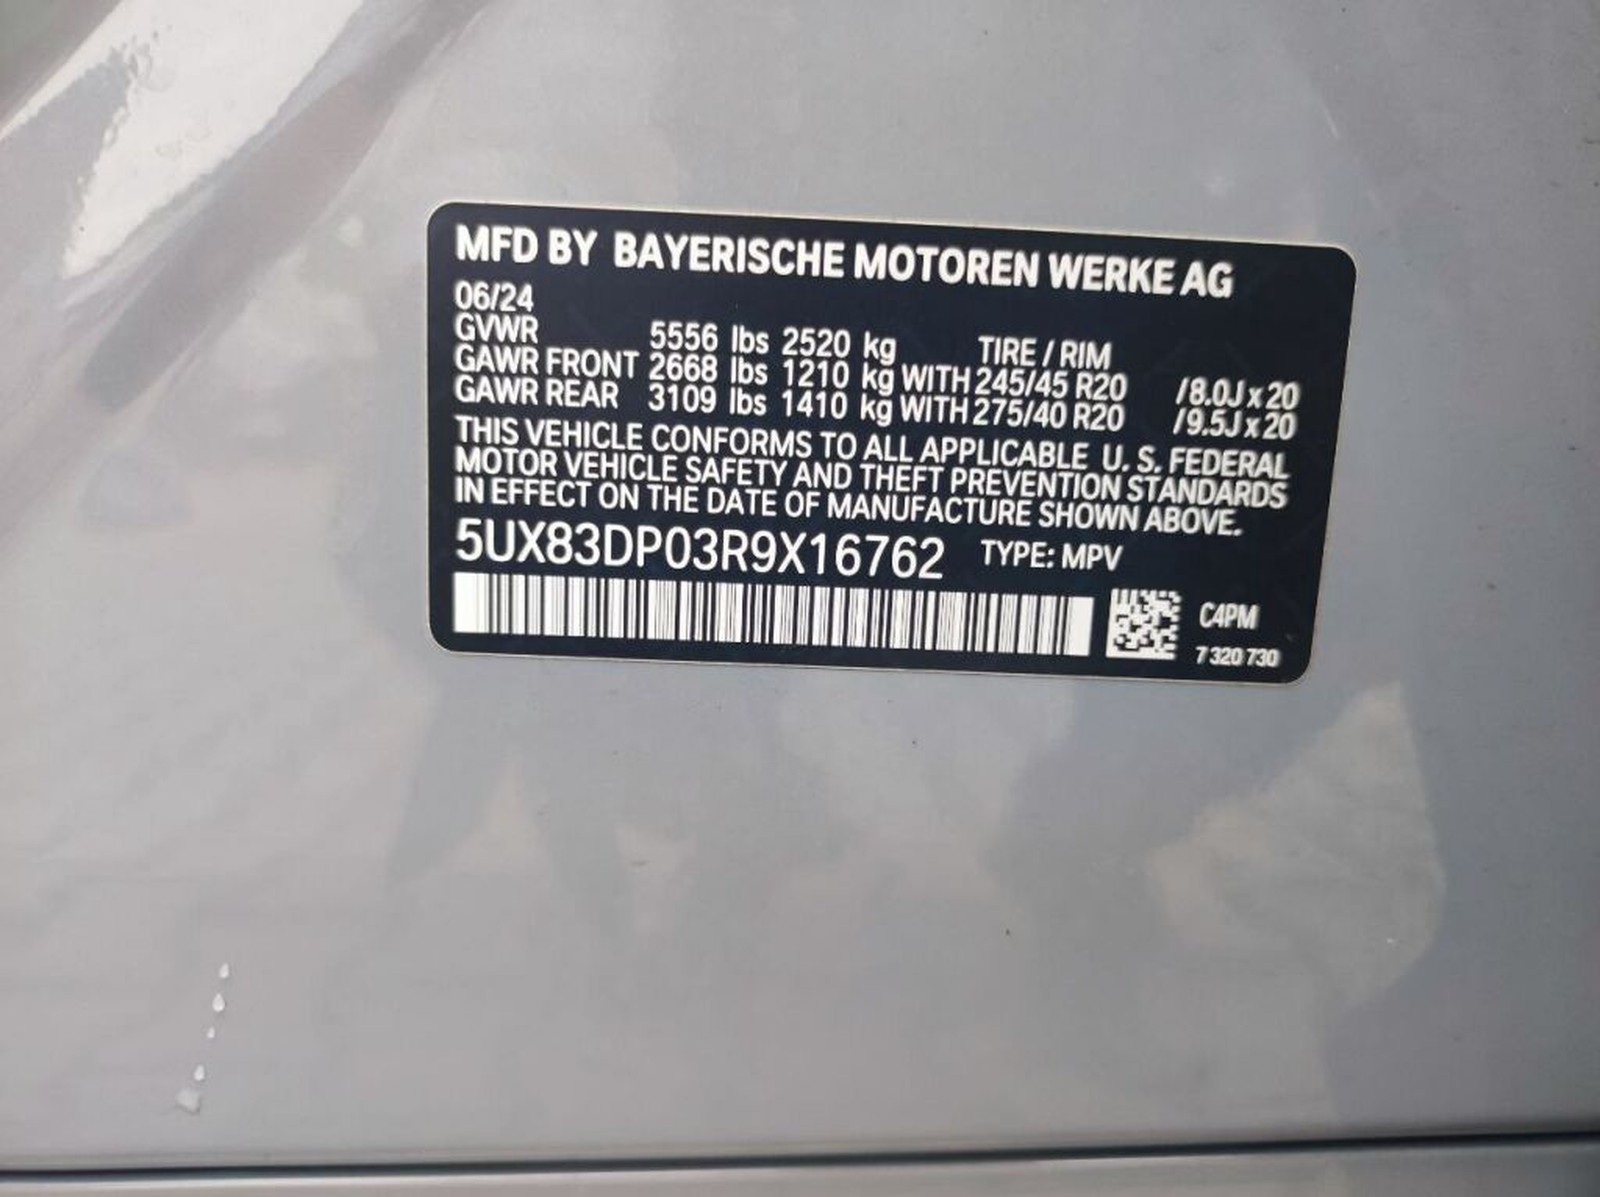 MFD BY BAYERISCHE MOTOREN WERKE AG
06/24
GVWR 5556 lbs 2520 kg TIRE / RIM
GAWR FRONT 2668 lbs 1210 kg WITH 245/45 R20 /8.0J x 20
GAWR REAR 3109 lbs 1410 kg WITH 275/40 R20 /9.5J x 20
THIS VEHICLE CONFORMS TO ALL APPLICABLE U. S. FEDERAL
MOTOR VEHICLE SAFETY AND THEFT PREVENTION STANDARDS
IN EFFECT ON THE DATE OF MANUFACTURE SHOWN ABOVE.
5UX83DP03R9X16762 TYPE: MPV
C4PM
7 320 730